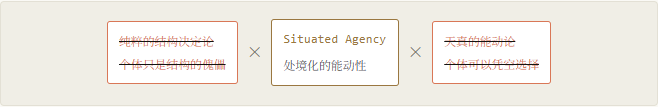 纯粹的结构决定论
个体只是结构的傀儡
×
Situated Agency
处境化的能动性
×
天真的能动论
个体可以凭空选择